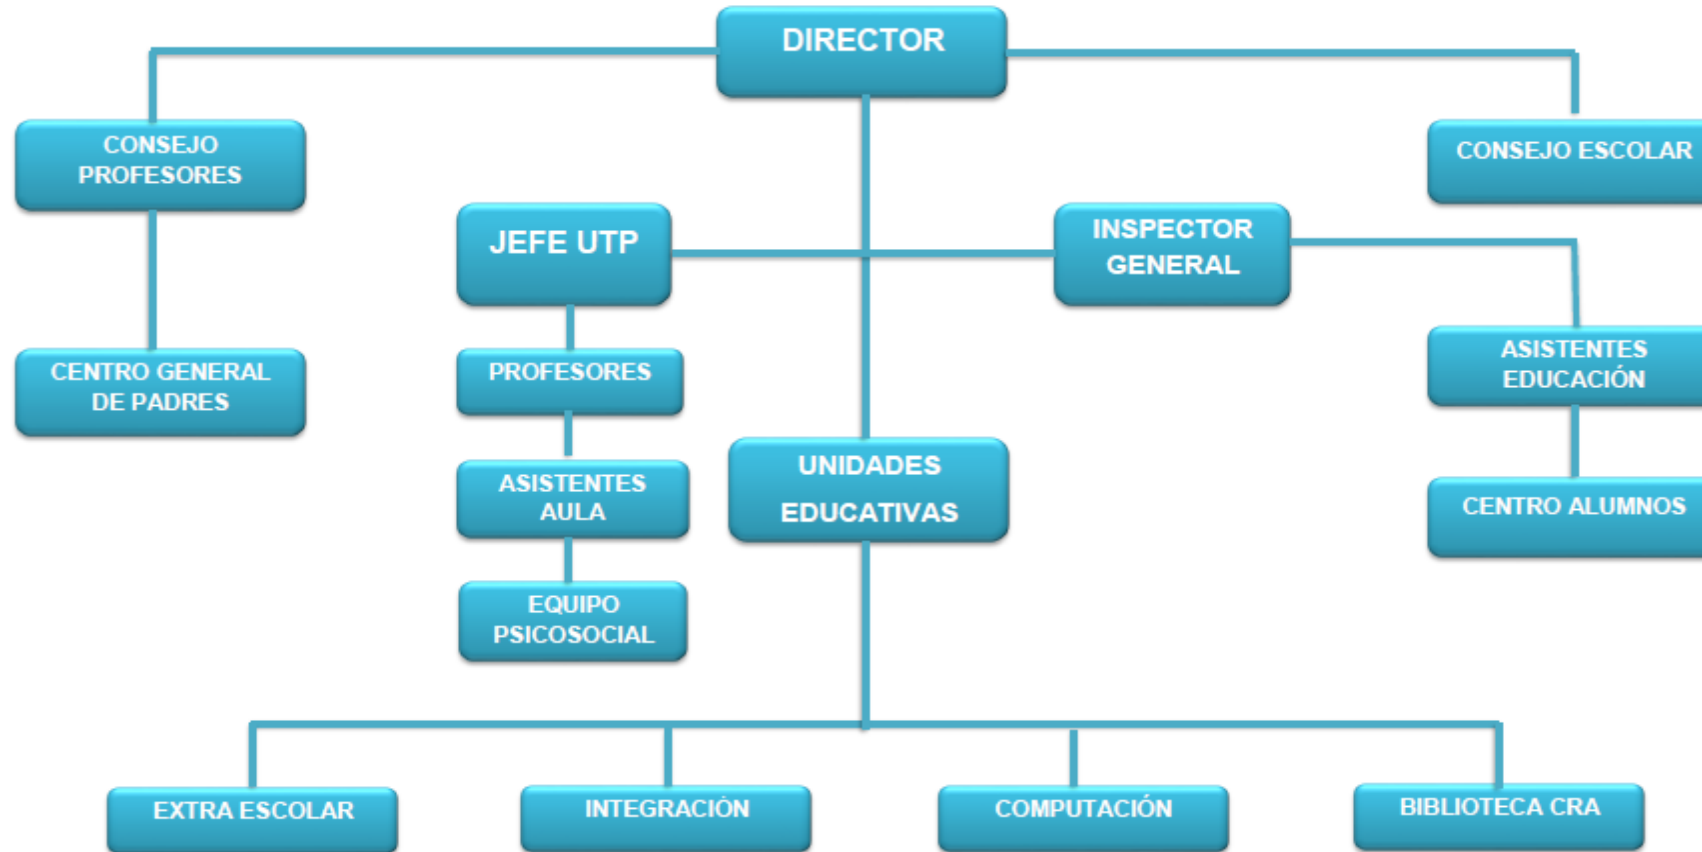 DIRECTOR
CONSEJO
PROFESORES
CONSEJO ESCOLAR
JEFE UTP
INSPECTOR
GENERAL
CENTRO GENERAL
DE PADRES
PROFESORES
ASISTENTES
EDUCACIÓN
ASISTENTES
AULA
UNIDADES
EDUCATIVAS
CENTRO ALUMNOS
EQUIPO
PSICOSOCIAL
EXTRA ESCOLAR
INTEGRACIÓN
COMPUTACIÓN
BIBLIOTECA CRA